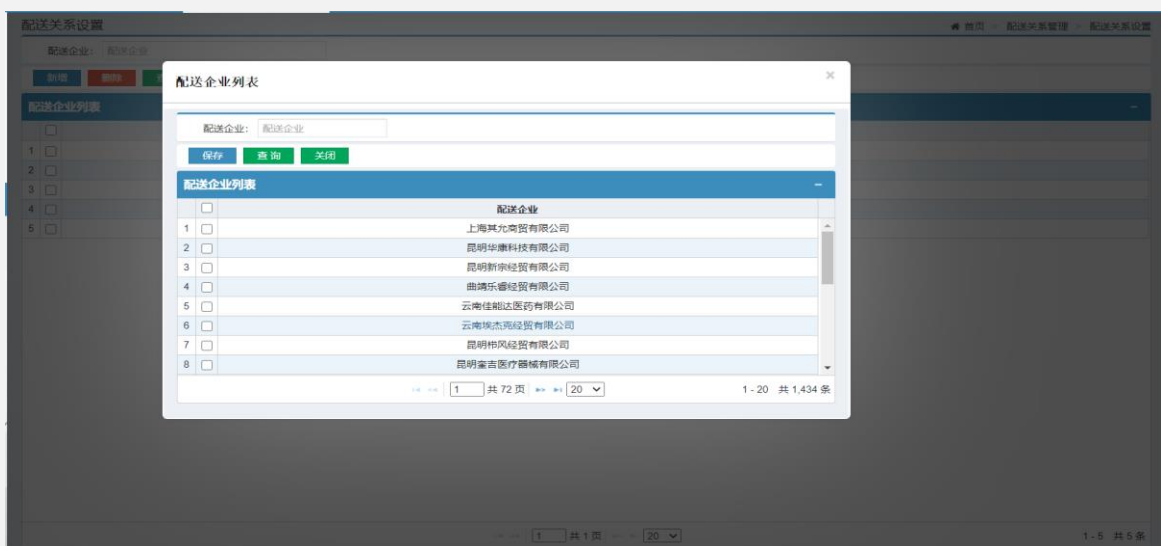 配送关系设置
首页 > 配送关系管理 > 配送关系设置
配送企业: 配送企业
新增 删除
配送企业列表
1
2
3
4
5
共 1 页 20
1 - 5 共 5 条
配送企业列表 ×
配送企业: 配送企业
保存 查询 关闭
配送企业列表 −
配送企业
1 上海其允商贸有限公司
2 昆明华康科技有限公司
3 昆明新宗经贸有限公司
4 曲靖乐睿经贸有限公司
5 云南佳能达医药有限公司
6 云南埃杰克经贸有限公司
7 昆明栉风经贸有限公司
8 昆明奎吉医疗器械有限公司
1 共 72 页 20
1 - 20 共 1,434 条